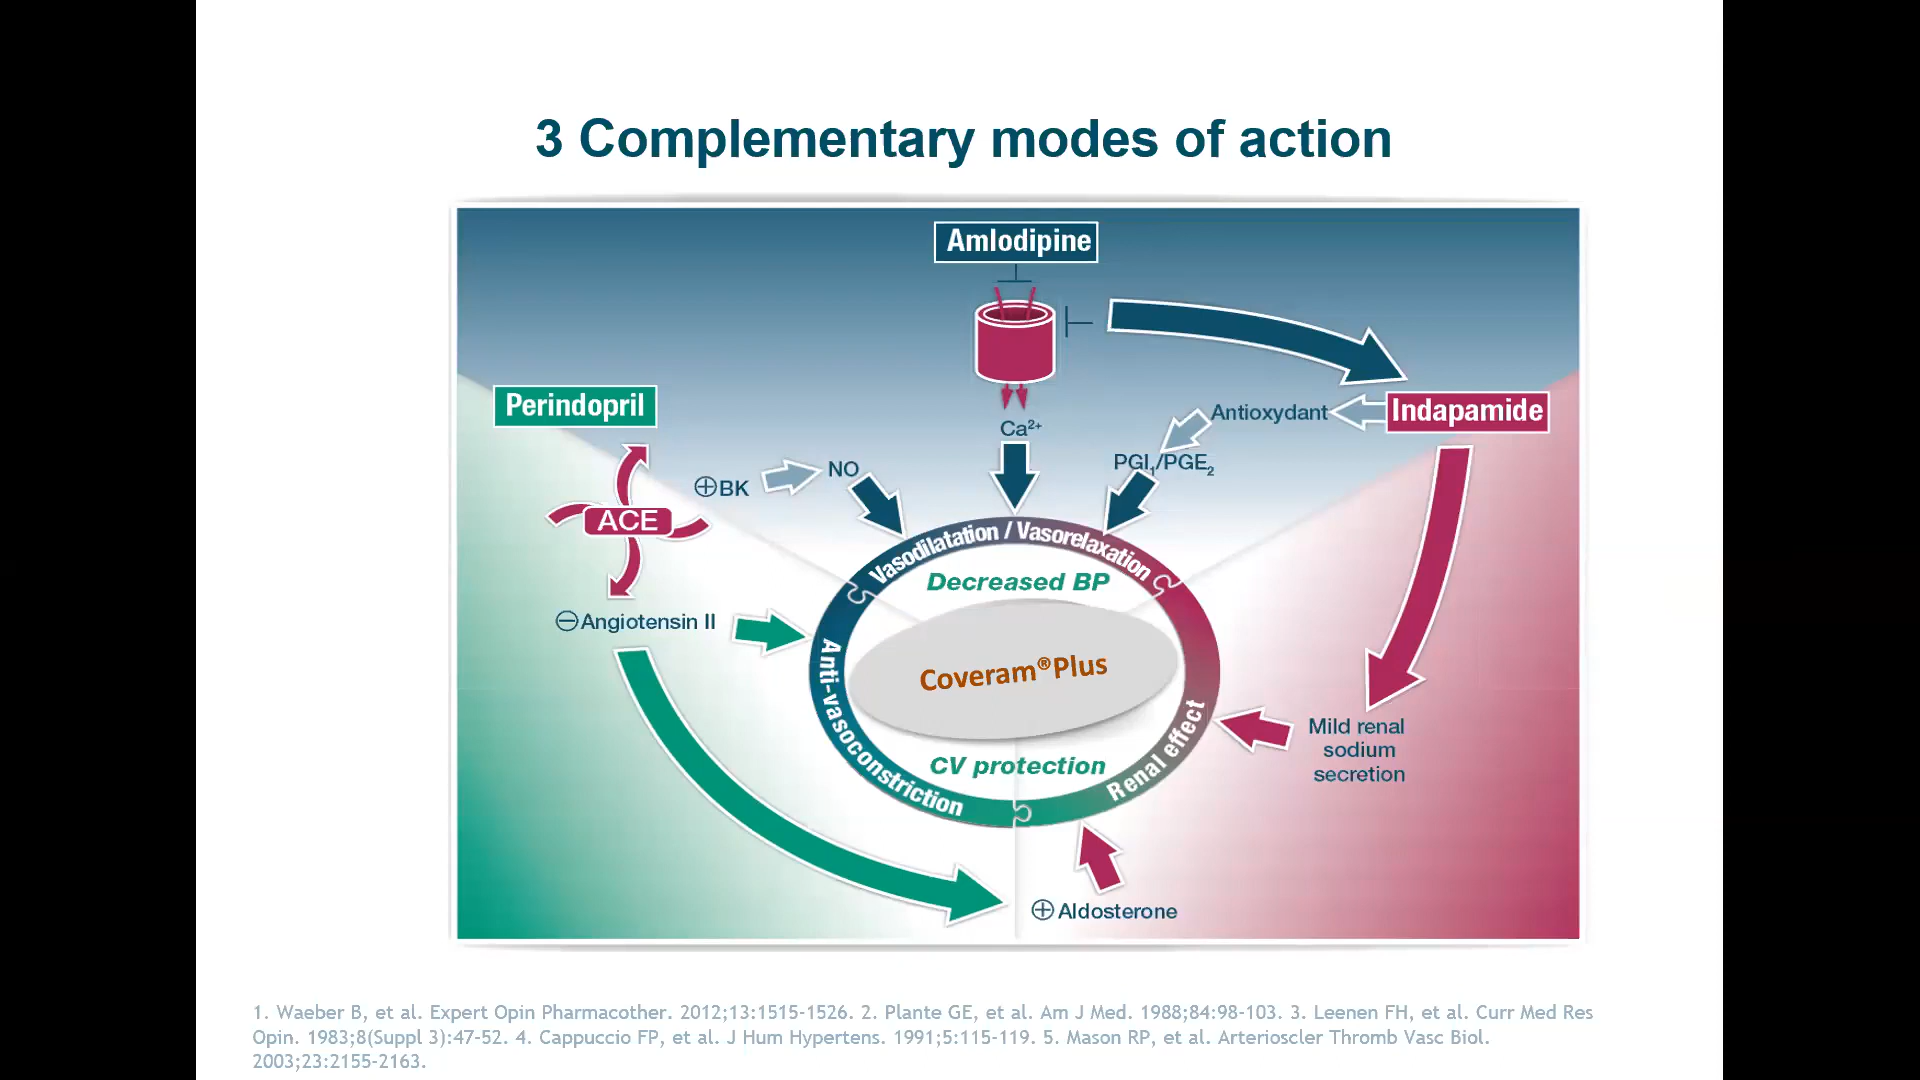 3 Complementary modes of action
Amlodipine
Perindopril
Ca²⁺
Antioxydant
Indapamide
⊕BK
NO
PGI₁/PGE₂
ACE
Vasodilatation / Vasorelaxation
Decreased BP
⊖Angiotensin II
Coveram®Plus
Anti-vasoconstriction
Renal effect
CV protection
Mild renal
sodium
secretion
⊕Aldosterone
1. Waeber B, et al. Expert Opin Pharmacother. 2012;13:1515-1526. 2. Plante GE, et al. Am J Med. 1988;84:98-103. 3. Leenen FH, et al. Curr Med Res
Opin. 1983;8(Suppl 3):47-52. 4. Cappuccio FP, et al. J Hum Hypertens. 1991;5:115-119. 5. Mason RP, et al. Arterioscler Thromb Vasc Biol.
2003;23:2155-2163.